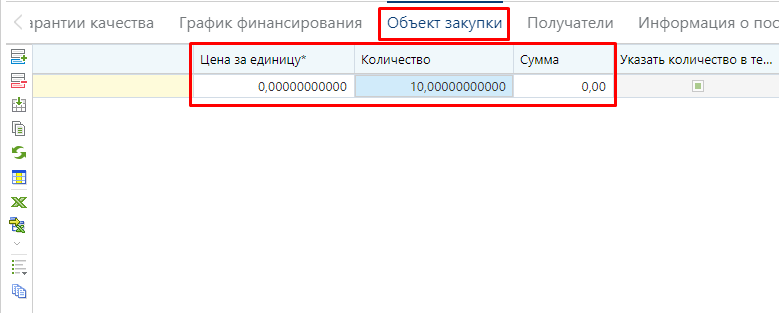 арантии качества График финансирования Объект закупки Получатели Информация о пос
Цена за единицу* Количество Сумма Указать количество в те...
0,00000000000 10,00000000000 0,00